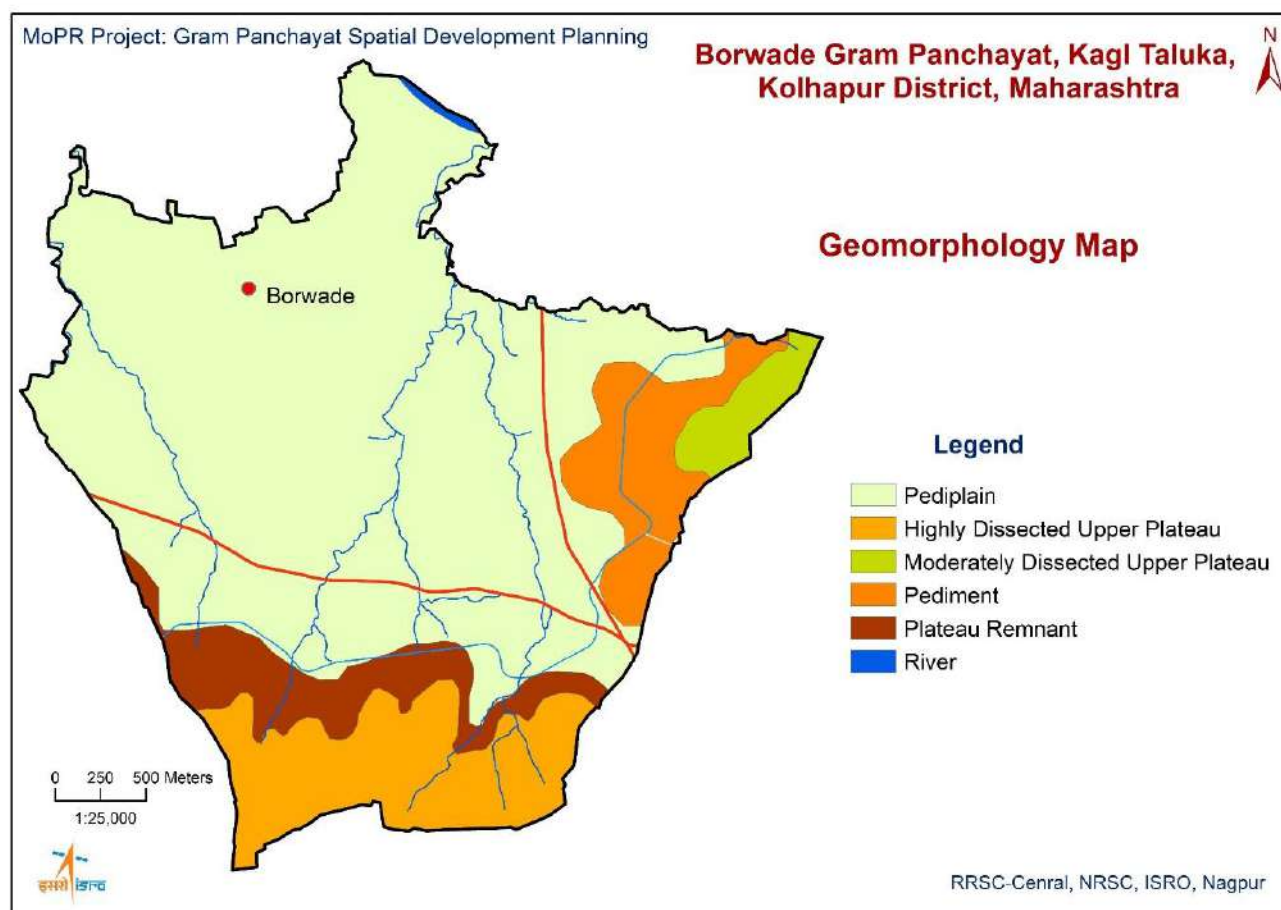 MoPR Project: Gram Panchayat Spatial Development Planning
Borwade Gram Panchayat, Kagl Taluka,
Kolhapur District, Maharashtra
N
Geomorphology Map
Borwade
Legend
Pediplain
Highly Dissected Upper Plateau
Moderately Dissected Upper Plateau
Pediment
Plateau Remnant
River
0 250 500 Meters
1:25,000
इसरो isro
RRSC-Cenral, NRSC, ISRO, Nagpur